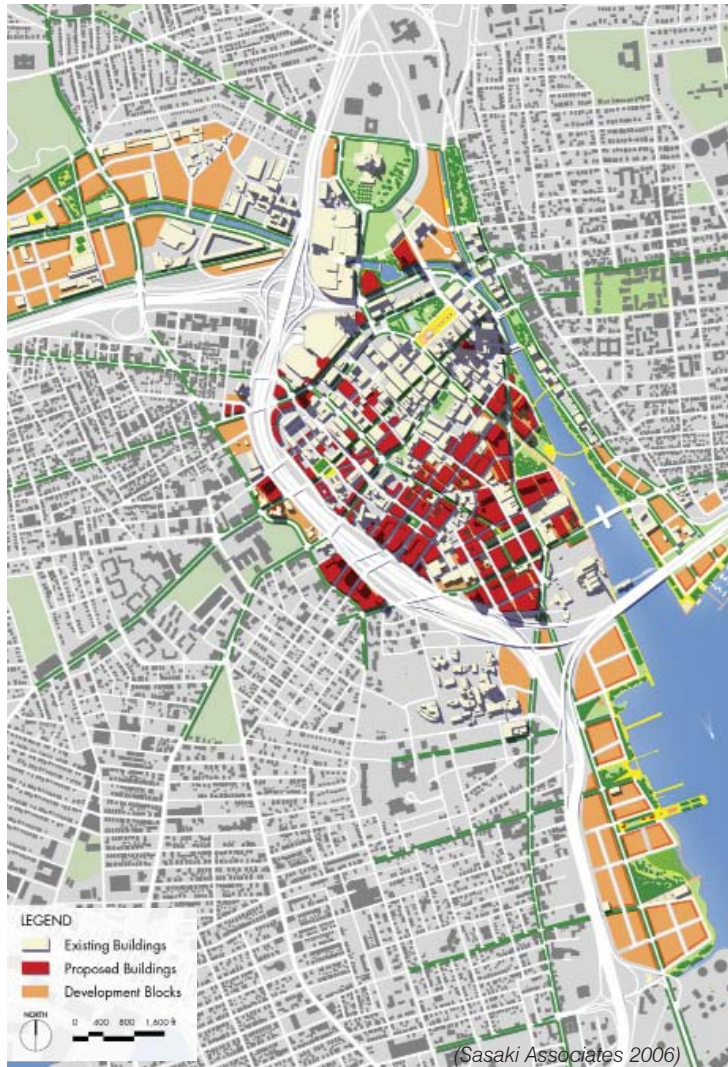 LEGEND
Existing Buildings
Proposed Buildings
Development Blocks
NORTH
0 400 800 1,600 ft
(Sasaki Associates 2006)